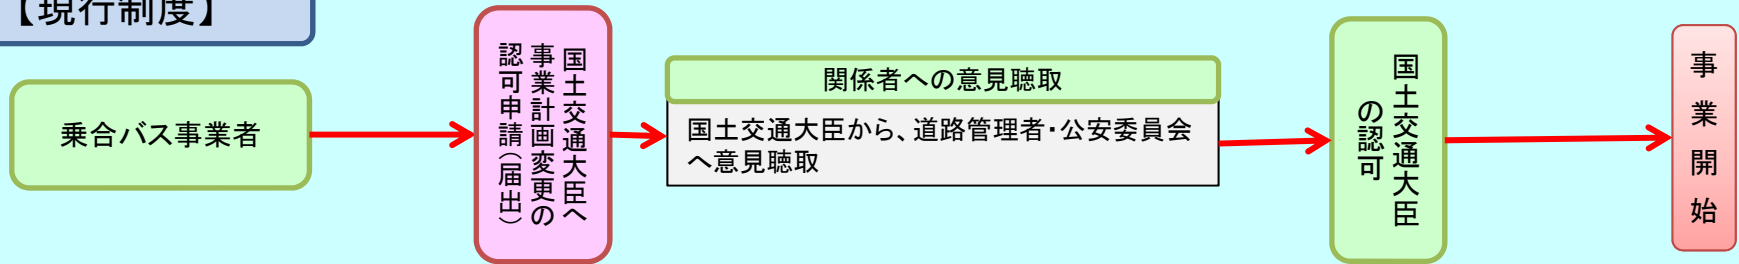 【現行制度】
乗合バス事業者
国土交通大臣へ
事業計画変更の
認可申請（届出）
関係者への意見聴取
国土交通大臣から、道路管理者・公安委員会
へ意見聴取
国土交通大臣
の認可
事業開始